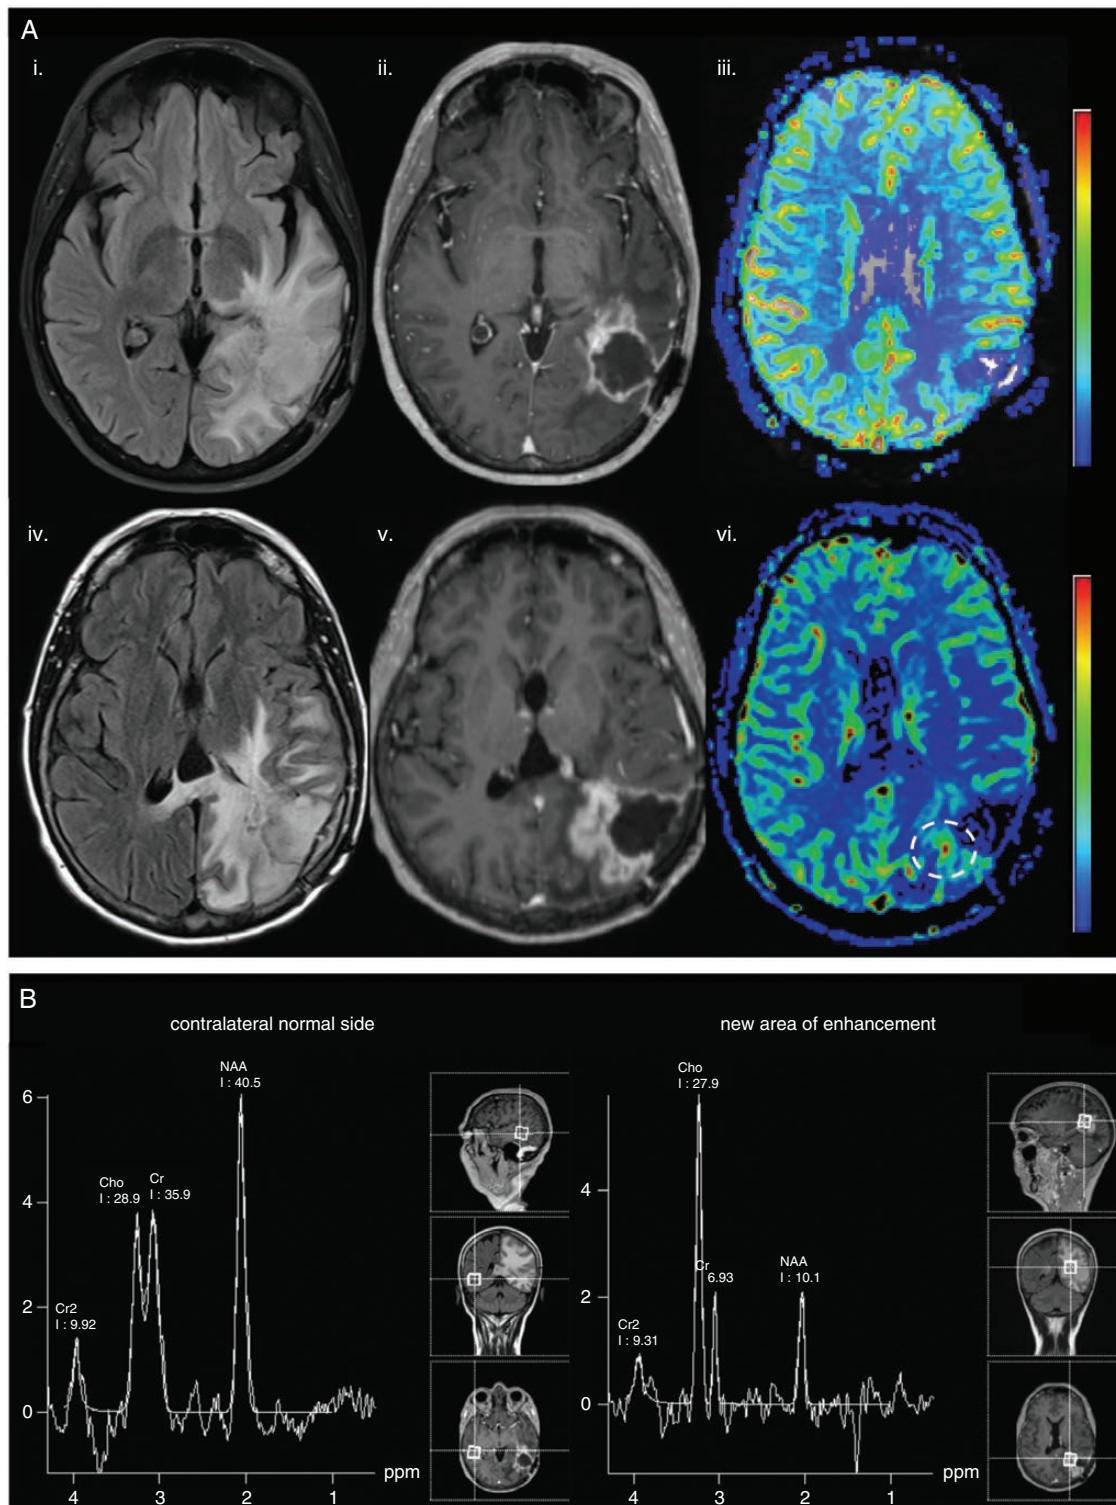 A
i.
ii.
iii.
iv.
v.
vi.
B
contralateral normal side
new area of enhancement
NAA
I : 40.5
Cho
I : 28.9
Cr
I : 35.9
Cr2
I : 9.92
6
4
2
0
4
3
2
1
ppm
Cho
I : 27.9
Cr
6.93
NAA
I : 10.1
Cr2
I : 9.31
4
2
0
4
3
2
1
ppm